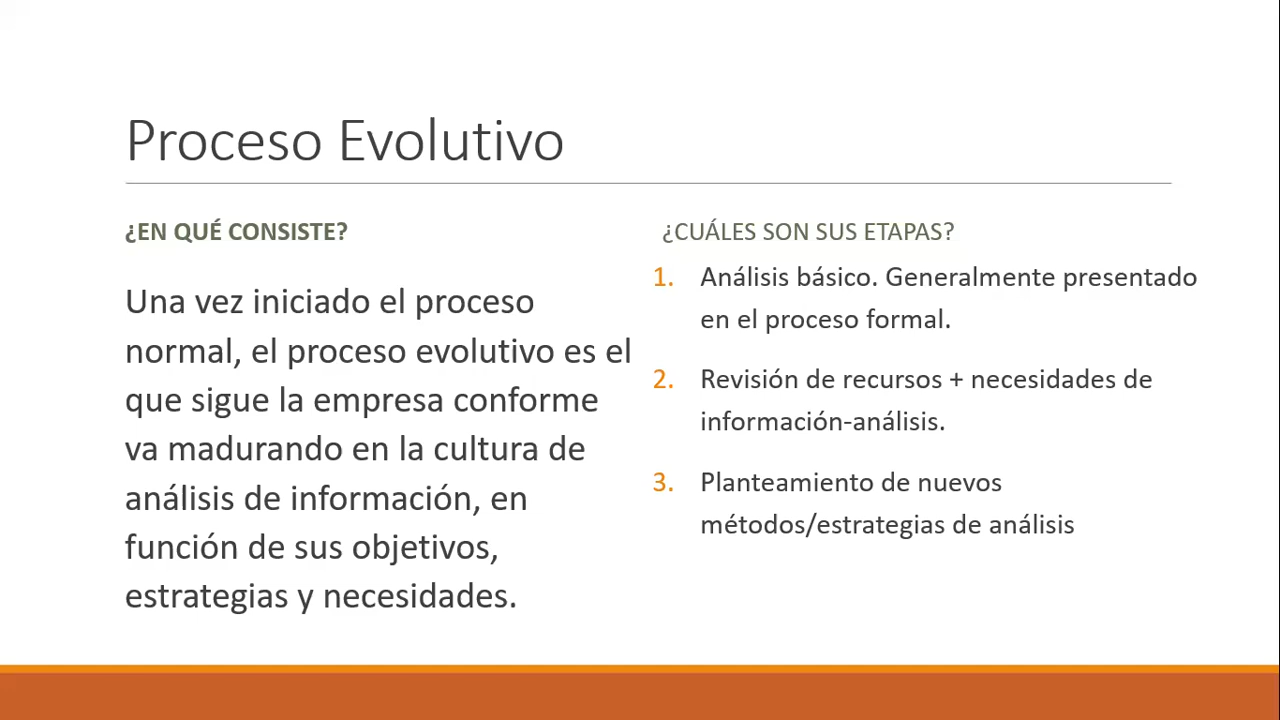 Proceso Evolutivo
¿EN QUÉ CONSISTE?
Una vez iniciado el proceso
normal, el proceso evolutivo es el
que sigue la empresa conforme
va madurando en la cultura de
análisis de información, en
función de sus objetivos,
estrategias y necesidades.
¿CUÁLES SON SUS ETAPAS?
1. Análisis básico. Generalmente presentado
en el proceso formal.
2. Revisión de recursos + necesidades de
información-análisis.
3. Planteamiento de nuevos
métodos/estrategias de análisis